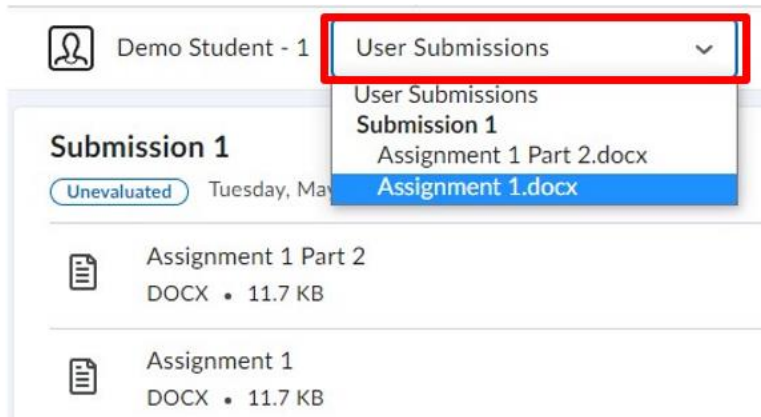 Demo Student - 1 User Submissions
User Submissions
Submission 1
Assignment 1 Part 2.docx
Assignment 1.docx
Submission 1
Unevaluated Tuesday, May
Assignment 1 Part 2
DOCX • 11.7 KB
Assignment 1
DOCX • 11.7 KB